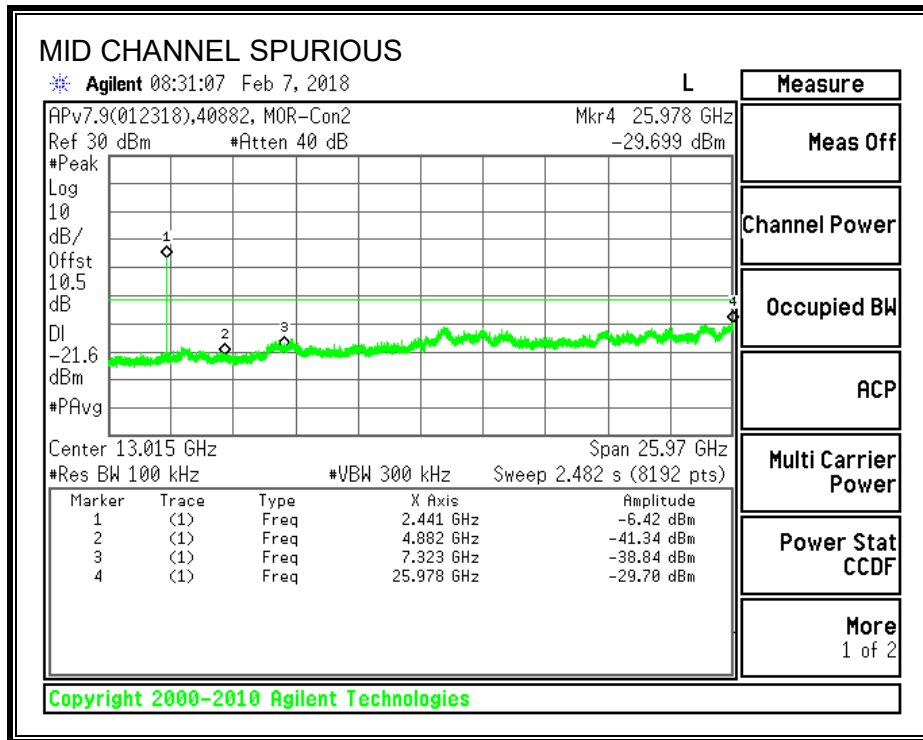 MID CHANNEL SPURIOUS
Agilent 08:31:07 Feb 7, 2018 L
APv7.9(012318),40882, MOR-Con2 Mkr4 25.978 GHz
Ref 30 dBm #Atten 40 dB -29.699 dBm
#Peak
Log
10
dB/
Offst
10.5
dB
DI
-21.6
dBm
#PAvg
1
2
3
4
Center 13.015 GHz Span 25.97 GHz
#Res BW 100 kHz #VBW 300 kHz Sweep 2.482 s (8192 pts)
Marker Trace Type X Axis Amplitude
1 (1) Freq 2.441 GHz -6.42 dBm
2 (1) Freq 4.882 GHz -41.34 dBm
3 (1) Freq 7.323 GHz -38.84 dBm
4 (1) Freq 25.978 GHz -29.70 dBm
Copyright 2000-2010 Agilent Technologies
Measure
Meas Off
Channel Power
Occupied BW
ACP
Multi Carrier
Power
Power Stat
CCDF
More
1 of 2